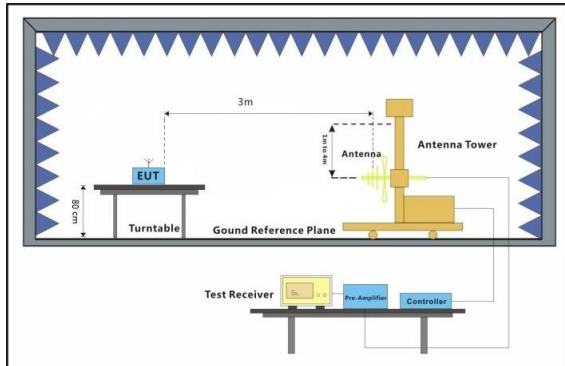 3m
1m to 4m
Antenna
Antenna Tower
EUT
80 cm
Turntable
Gound Reference Plane
Test Receiver
Pre-Amplifier
Controller